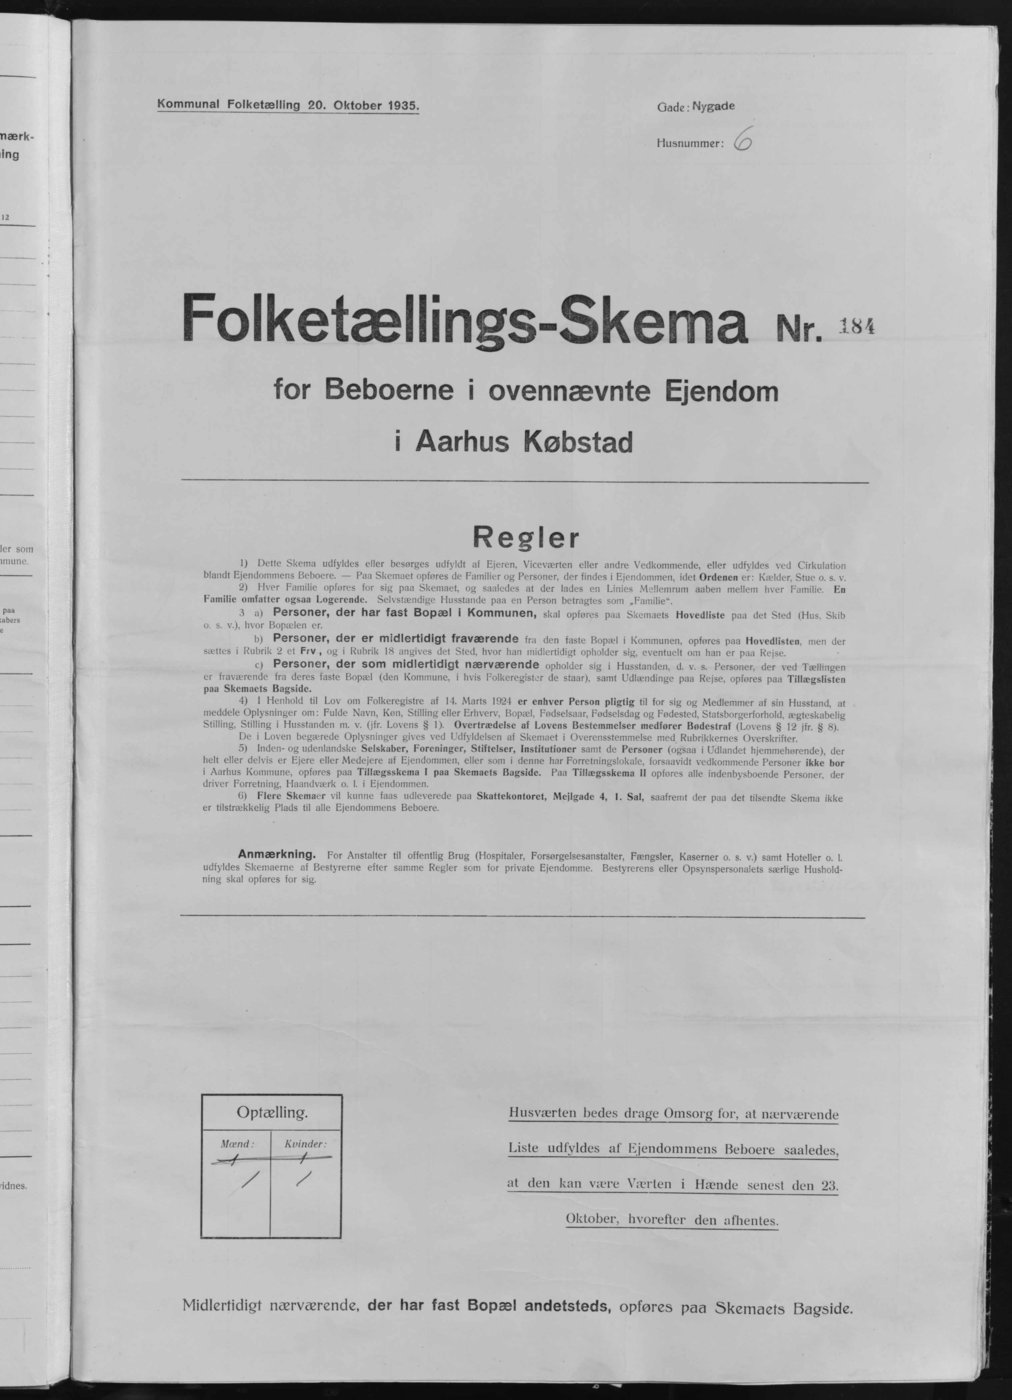 Kommunal Folketælling 20. Oktober 1935.
Gade: Nygade
Husnummer: 6
Folketællings-Skema Nr. 184
for Beboerne i ovennævnte Ejendom
i Aarhus Købstad
Regler
1) Dette Skema udfyldes eller besørges udfyldt af Ejeren, Viceværten eller andre Vedkommende, eller udfyldes ved Cirkulation
blandt Ejendommens Beboere. — Paa Skemaet opføres de Familier og Personer, der findes i Ejendommen, idet Ordenen er: Kælder, Stue o. s. v.
2) Hver Familie opføres for sig paa Skemaet, og saaledes at der lades en Linies Mellemrum aaben mellem hver Familie. En
Familie omfatter ogsaa Logerende. Selvstændige Husstande paa en Person betragtes som „Familie“.
3 a) Personer, der har fast Bopæl i Kommunen, skal opføres paa Skemaets Hovedliste paa det Sted (Hus, Skib
o. s. v.), hvor Bopælen er.
b) Personer, der er midlertidigt fraværende fra den faste Bopæl i Kommunen, opføres paa Hovedlisten, men der
sættes i Rubrik 2 et Frv., og i Rubrik 18 angives det Sted, hvor han midlertidigt opholder sig, eventuelt om han er paa Rejse.
c) Personer, der som midlertidigt nærværende opholder sig i Husstanden, d. v. s. Personer, der ved Tællingen
er fraværende fra deres faste Bopæl (den Kommune, i hvis Folkeregister de staar), samt Udlændinge paa Rejse, opføres paa Tillægslisten
paa Skemaets Bagside.
4) I Henhold til Lov om Folkeregistre af 14. Marts 1924 er enhver Person pligtig til for sig og Medlemmer af sin Husstand, at
meddele Oplysninger om: Fulde Navn, Køn, Stilling eller Erhverv, Bopæl, Fødselsaar, Fødselsdag og Fødested, Statsborgerforhold, ægteskabelig
Stilling, Stilling i Husstanden m. v. (jfr. Lovens § 1). Overtrædelse af Lovens Bestemmelser medfører Bødestraf (Lovens § 12 jfr. § 8).
De i Loven begærede Oplysninger gives ved Udfyldelsen af Skemaet i Overensstemmelse med Rubrikkernes Overskrifter.
5) Inden- og udenlandske Selskaber, Foreninger, Stiftelser, Institutioner samt de Personer (ogsaa i Udlandet hjemmehørende), der
helt eller delvis er Ejere eller Medejere af Ejendommen, eller som i denne har Forretningslokale, forsaavidt vedkommende Personer ikke bor
i Aarhus Kommune, opføres paa Tillægsskema I paa Skemaets Bagside. Paa Tillægsskema II opføres alle indenbysboende Personer, der
driver Forretning, Haandværk o. l. i Ejendommen.
6) Flere Skemaer vil kunne faas udleverede paa Skattekontoret, Mejlgade 4, 1. Sal, saafremt der paa det tilsendte Skema ikke
er tilstrækkelig Plads til alle Ejendommens Beboere.
Anmærkning. For Anstalter til offentlig Brug (Hospitaler, Forsørgelsesanstalter, Fængsler, Kaserner o. s. v.) samt Hoteller o. l.
udfyldes Skemaerne af Bestyrerne efter samme Regler som for private Ejendomme. Bestyrerens eller Opsynspersonalets særlige Hushold-
ning skal opføres for sig.
Optælling.
Mænd: Kvinder:
1 1
/ /
Husværten bedes drage Omsorg for, at nærværende
Liste udfyldes af Ejendommens Beboere saaledes,
at den kan være Værten i Hænde senest den 23.
Oktober, hvorefter den afhentes.
Midlertidigt nærværende, der har fast Bopæl andetsteds, opføres paa Skemaets Bagside.